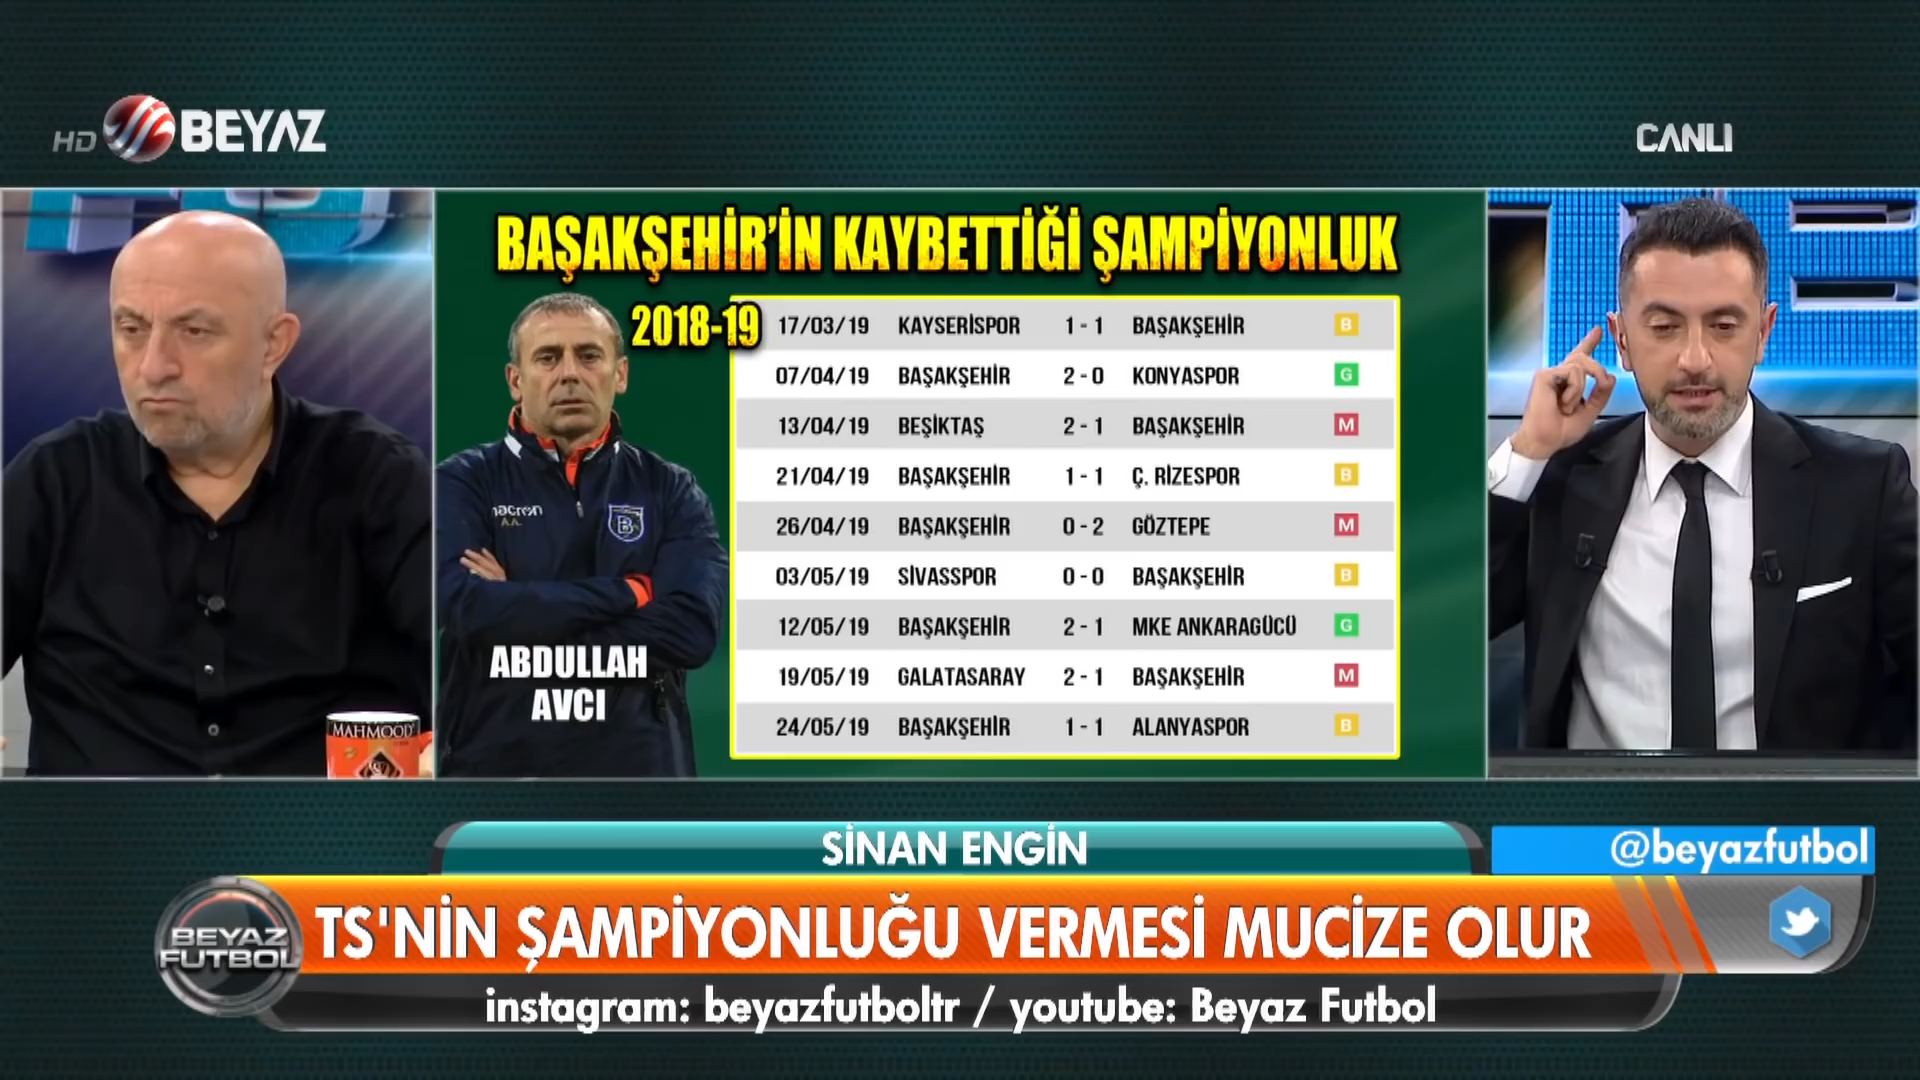 HD BEYAZ
CANLI
BAŞAKŞEHİR'İN KAYBETTİĞİ ŞAMPİYONLUK
2018-19
17/03/19 KAYSERİSPOR 1 - 1 BAŞAKŞEHİR B
07/04/19 BAŞAKŞEHİR 2 - 0 KONYASPOR G
13/04/19 BEŞİKTAŞ 2 - 1 BAŞAKŞEHİR M
21/04/19 BAŞAKŞEHİR 1 - 1 Ç. RİZESPOR B
26/04/19 BAŞAKŞEHİR 0 - 2 GÖZTEPE M
03/05/19 SİVASSPOR 0 - 0 BAŞAKŞEHİR B
12/05/19 BAŞAKŞEHİR 2 - 1 MKE ANKARAGÜCÜ G
19/05/19 GALATASARAY 2 - 1 BAŞAKŞEHİR M
24/05/19 BAŞAKŞEHİR 1 - 1 ALANYASPOR B
macron
A.A.
B
ABDULLAH
AVCI
MAHMOOD
SİNAN ENGİN
@beyazfutbol
BEYAZ
FUTBOL
TS'NİN ŞAMPİYONLUĞU VERMESİ MUCİZE OLUR
instagram: beyazfutboltr / youtube: Beyaz Futbol